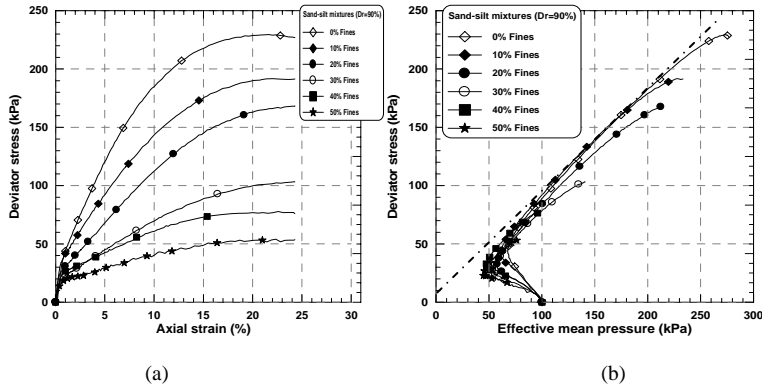 250
200
150
100
50
0
Deviator stress (kPa)
0 5 10 15 20 25 30
Axial strain (%)
Sand-silt mixtures (Dr=90%)
0% Fines
10% Fines
20% Fines
30% Fines
40% Fines
50% Fines
(a)
250
200
150
100
50
0
Deviator stress (kPa)
0 50 100 150 200 250 300
Effective mean pressure (kPa)
Sand-silt mixtures (Dr=90%)
0% Fines
10% Fines
20% Fines
30% Fines
40% Fines
50% Fines
(b)